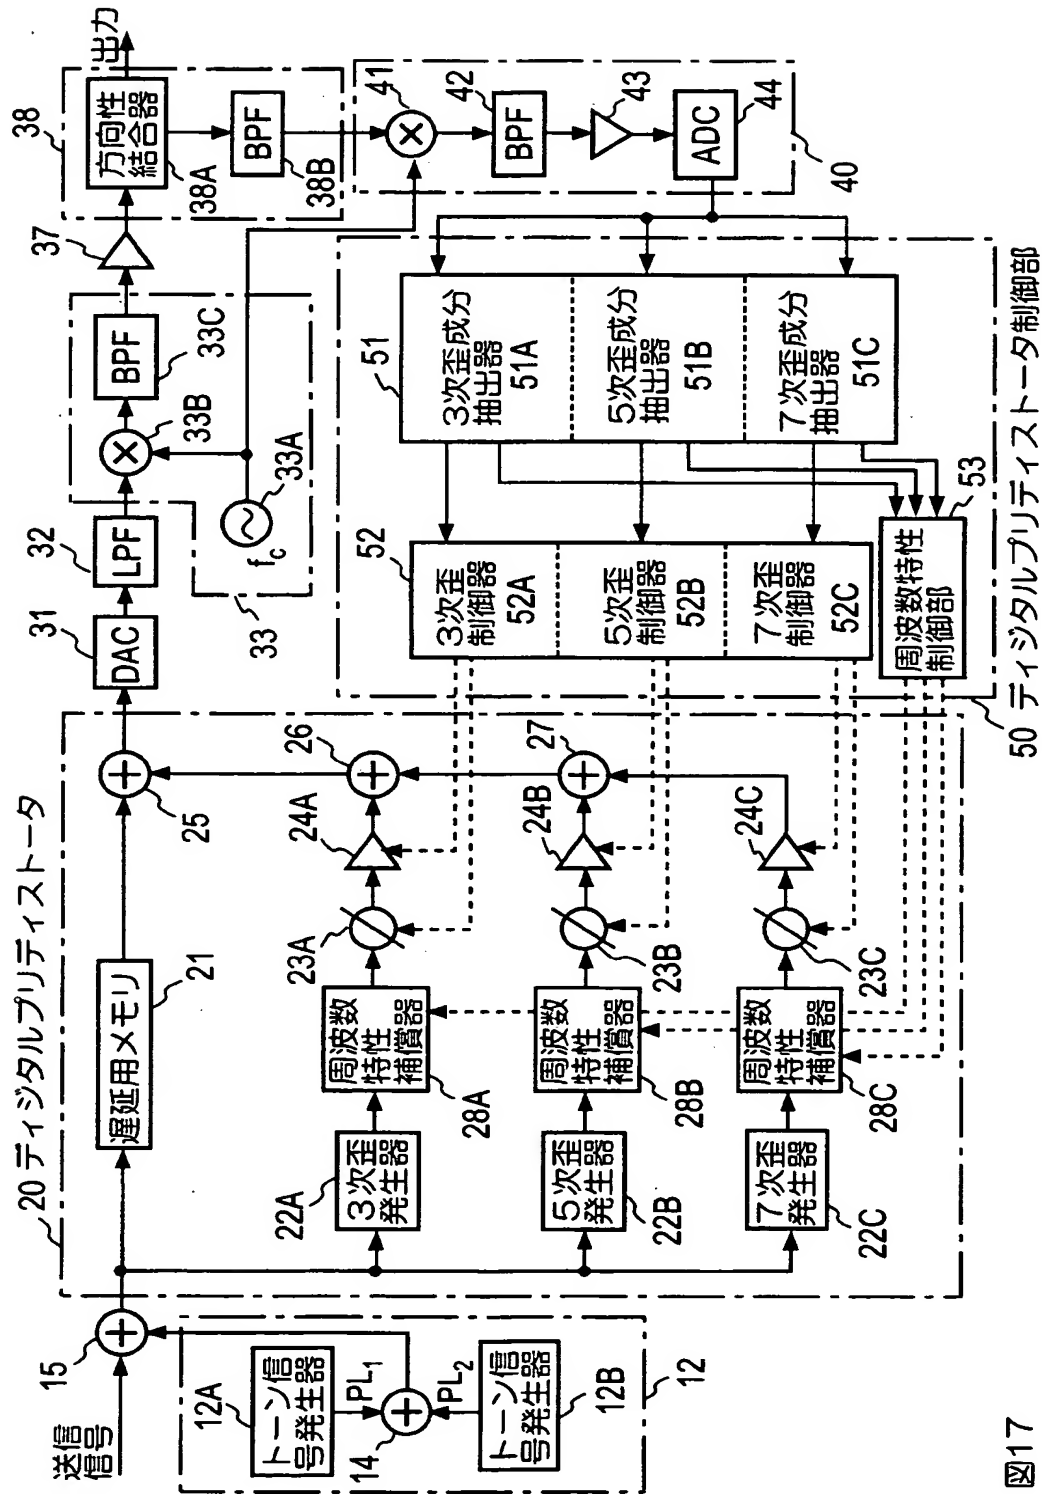 送信
信号
15
12A
トーン信
号発生器
PL1
14
PL2
トーン信
号発生器
12B
12
20 ディジタルプリディストータ
遅延用メモリ
21
22A
3次歪
発生器
周波数
特性
補償器
28A
23A
24A
26
25
5次歪
発生器
22B
周波数
特性
補償器
28B
23B
24B
27
7次歪
発生器
22C
周波数
特性
補償器
28C
23C
24C
DAC
31
LPF
32
33
fc
33A
33B
BPF
33C
37
38
方向性
結合器
38A
出力
BPF
38B
41
42
BPF
43
ADC
44
40
51
3次歪成分
抽出器
51A
5次歪成分
抽出器
51B
7次歪成分
抽出器
51C
52
3次歪
制御器
52A
5次歪
制御器
52B
7次歪
制御器
52C
周波数特性
制御部
53
50 ディジタルプリディストータ制御部
図17